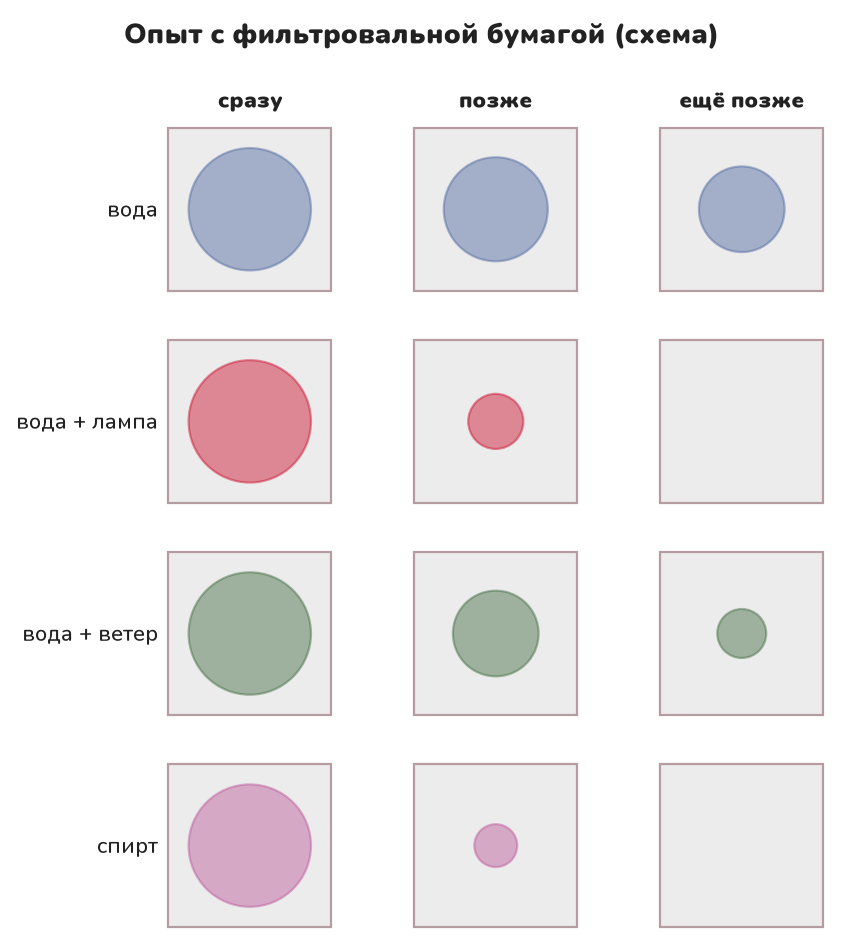 Опыт с фильтровальной бумагой (схема)
сразу позже ещё позже
вода
вода + лампа
вода + ветер
спирт